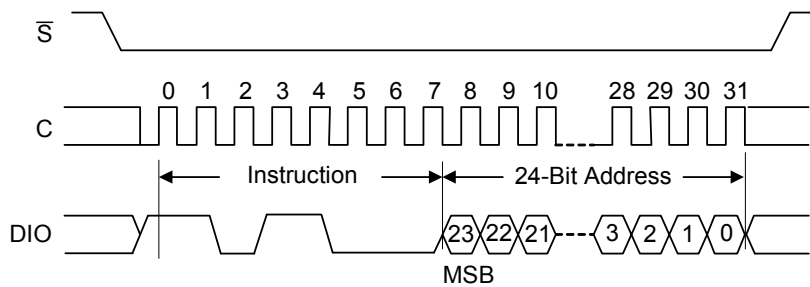 S
0 1 2 3 4 5 6 7 8 9 10 28 29 30 31
C
Instruction 24-Bit Address
DIO 23 22 21 3 2 1 0
MSB